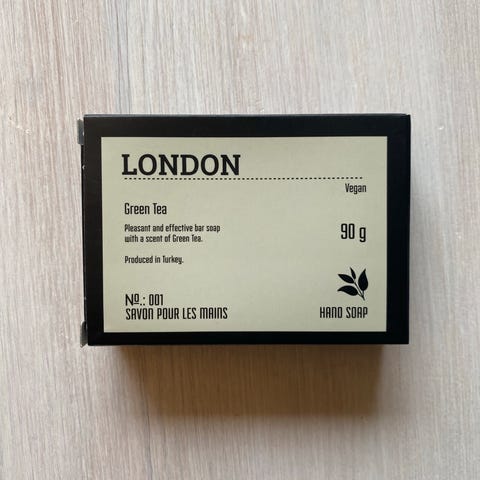 LONDON
Vegan
Green Tea
Pleasant and effective bar soap
with a scent of Green Tea.
90 g
Produced in Turkey.
№.: 001
SAVON POUR LES MAINS
HAND SOAP